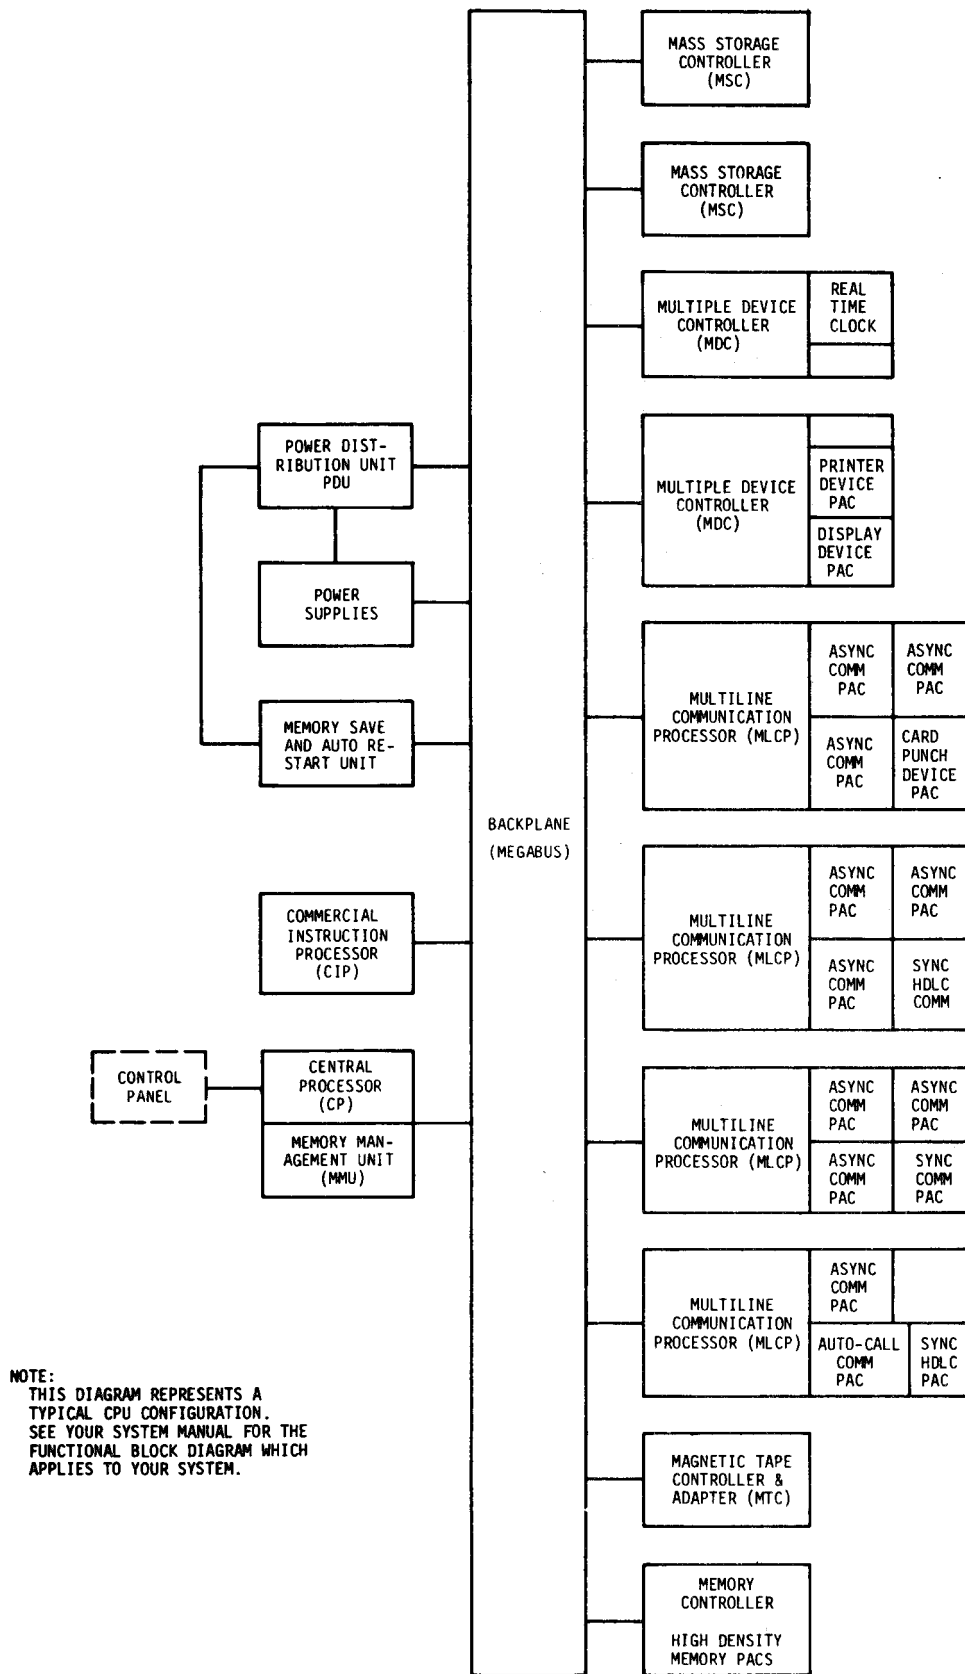 MASS STORAGE
CONTROLLER
(MSC)
MASS STORAGE
CONTROLLER
(MSC)
MULTIPLE DEVICE
CONTROLLER
(MDC)
REAL
TIME
CLOCK
POWER DIST-
RIBUTION UNIT
PDU
MULTIPLE DEVICE
CONTROLLER
(MDC)
PRINTER
DEVICE
PAC
DISPLAY
DEVICE
PAC
POWER
SUPPLIES
MEMORY SAVE
AND AUTO RE-
START UNIT
MULTILINE
COMMUNICATION
PROCESSOR (MLCP)
ASYNC
COMM
PAC
ASYNC
COMM
PAC
ASYNC
COMM
PAC
CARD
PUNCH
DEVICE
PAC
BACKPLANE
(MEGABUS)
COMMERCIAL
INSTRUCTION
PROCESSOR
(CIP)
MULTILINE
COMMUNICATION
PROCESSOR (MLCP)
ASYNC
COMM
PAC
ASYNC
COMM
PAC
ASYNC
COMM
PAC
SYNC
HDLC
COMM
CONTROL
PANEL
CENTRAL
PROCESSOR
(CP)
MEMORY MAN-
AGEMENT UNIT
(MMU)
MULTILINE
COMMUNICATION
PROCESSOR (MLCP)
ASYNC
COMM
PAC
ASYNC
COMM
PAC
ASYNC
COMM
PAC
SYNC
COMM
PAC
MULTILINE
COMMUNICATION
PROCESSOR (MLCP)
ASYNC
COMM
PAC
AUTO-CALL
COMM
PAC
SYNC
HDLC
PAC
NOTE:
THIS DIAGRAM REPRESENTS A
TYPICAL CPU CONFIGURATION.
SEE YOUR SYSTEM MANUAL FOR THE
FUNCTIONAL BLOCK DIAGRAM WHICH
APPLIES TO YOUR SYSTEM.
MAGNETIC TAPE
CONTROLLER &
ADAPTER (MTC)
MEMORY
CONTROLLER
HIGH DENSITY
MEMORY PACS